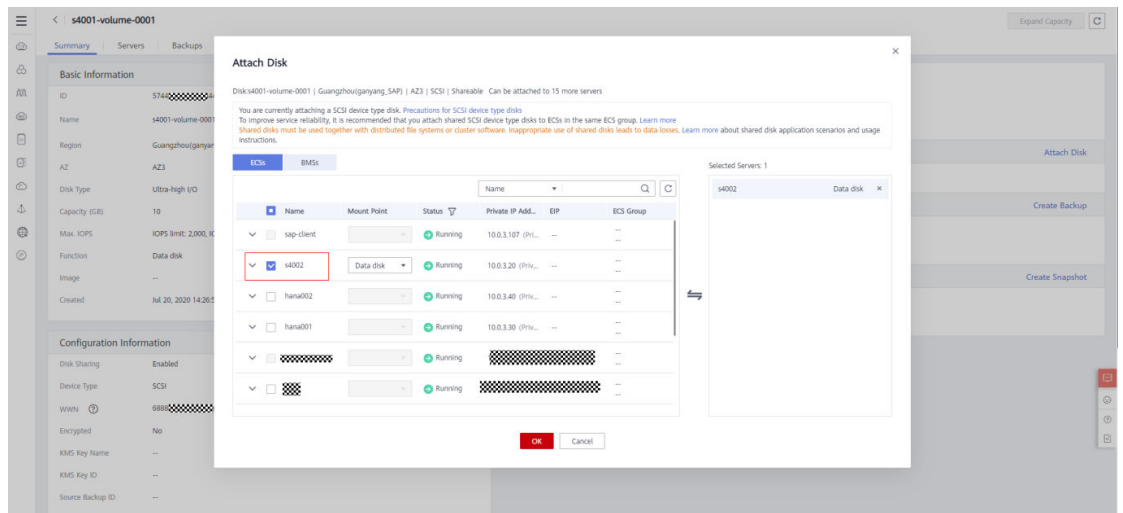 s4001-volume-0001
Expand Capacity
Summary Servers Backups
Basic Information
ID 5748
Name s4001-volume-0001
Region Guangzhou(ganyan
AZ AZ3
Disk Type Ultra-high I/O
Capacity (GB) 10
Max. IOPS IOPS limit: 2,000, IO
Function Data disk
Image --
Created Jul 20, 2020 14:26:5
Configuration Information
Disk Sharing Enabled
Device Type SCSI
WWN 6888
Encrypted No
KMS Key Name --
KMS Key ID --
Source Backup ID --
Attach Disk
Disk:s4001-volume-0001 | Guangzhou(ganyang_SAP) | AZ3 | SCSI | Shareable Can be attached to 15 more servers
You are currently attaching a SCSI device type disk. Precautions for SCSI device type disks
To improve service reliability, it is recommended that you attach shared SCSI device type disks to ECSs in the same ECS group. Learn more
Shared disks must be used together with distributed file systems or cluster software. Inappropriate use of shared disks leads to data losses. Learn more about shared disk application scenarios and usage
instructions.
ECSs BMSs
Name
Name Mount Point Status Private IP Add... EIP ECS Group
sap-client Running 10.0.3.107 (Pri... -- -- --
s4002 Data disk Running 10.0.3.20 (Priv... -- -- --
hana002 Running 10.0.3.40 (Priv... -- -- --
hana001 Running 10.0.3.30 (Priv... -- -- --
Running -- --
Running -- --
Selected Servers: 1
s4002 Data disk ×
OK Cancel
Attach Disk
Create Backup
Create Snapshot